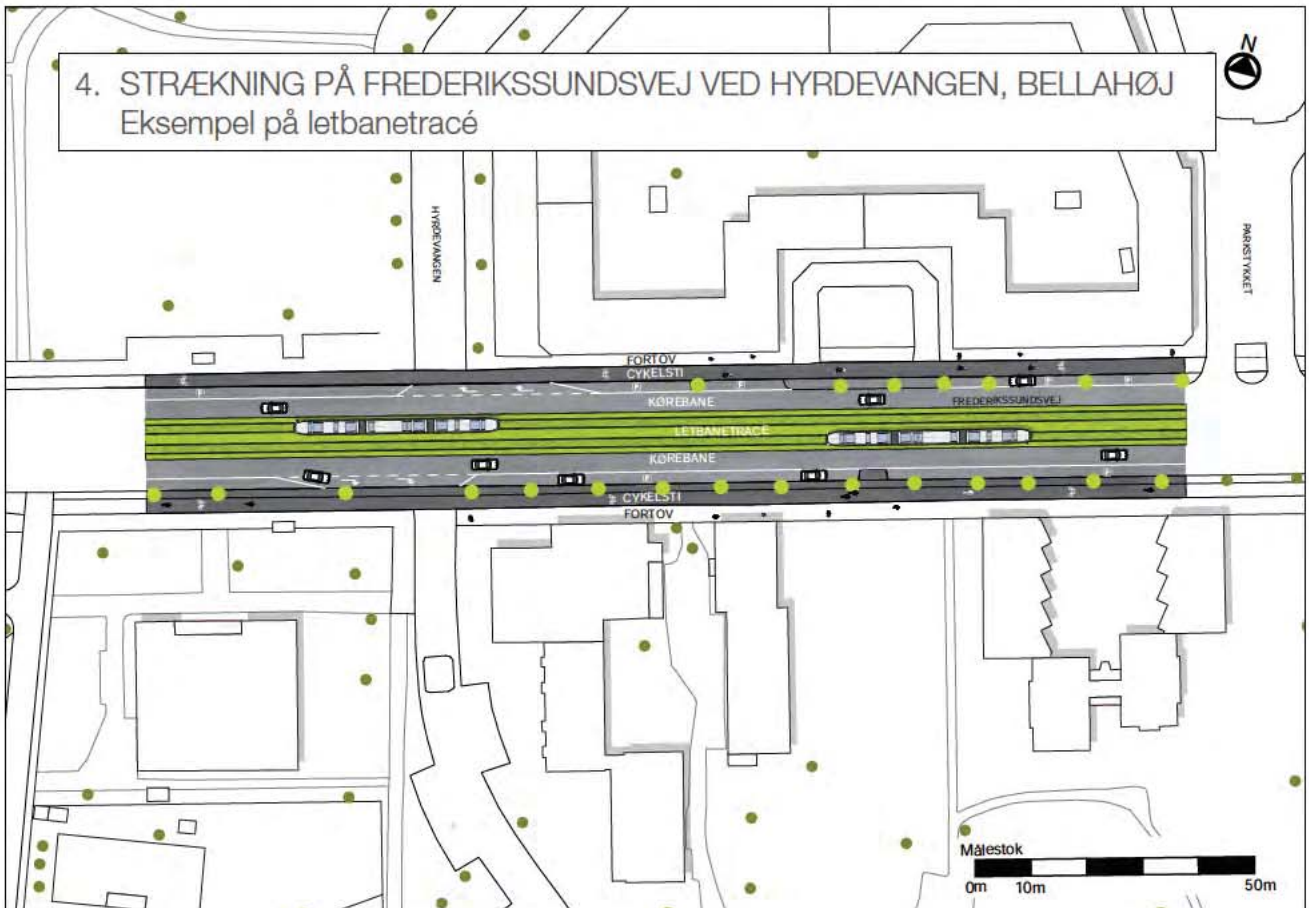 N
4. STRÆKNING PÅ FREDERIKSSUNDSVEJ VED HYRDEVANGEN, BELLAHØJ
Eksempel på letbanetracé
HYRDEVANGEN
PARKSTYKKET
FORTOV
CYKELSTI
P
P
P
P
P
KØREBANE
FREDERIKSSUNDSVEJ
LETBANETRACÉ
KØREBANE
P
CYKELSTI
FORTOV
Målestok
0m 10m 50m